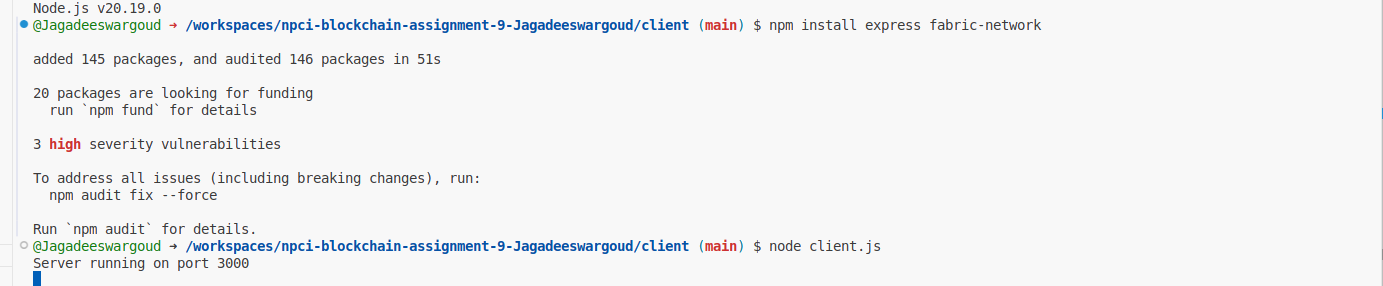 Node.js v20.19.0
@Jagadeeswargoud → /workspaces/npci-blockchain-assignment-9-Jagadeeswargoud/client (main) $ npm install express fabric-network
added 145 packages, and audited 146 packages in 51s
20 packages are looking for funding
  run `npm fund` for details
3 high severity vulnerabilities
To address all issues (including breaking changes), run:
  npm audit fix --force
Run `npm audit` for details.
@Jagadeeswargoud → /workspaces/npci-blockchain-assignment-9-Jagadeeswargoud/client (main) $ node client.js
Server running on port 3000